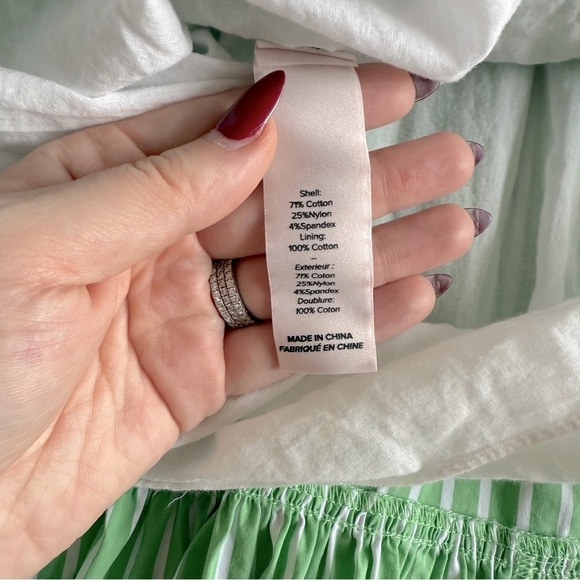 Shell:
71% Cotton
25%Nylon
4%Spandex
Lining:
100% Cotton
–
Exterieur :
71% Coton
25%Nylon
4%Spandex
Doublure:
100% Coton
MADE IN CHINA
FABRIQUÉ EN CHINE